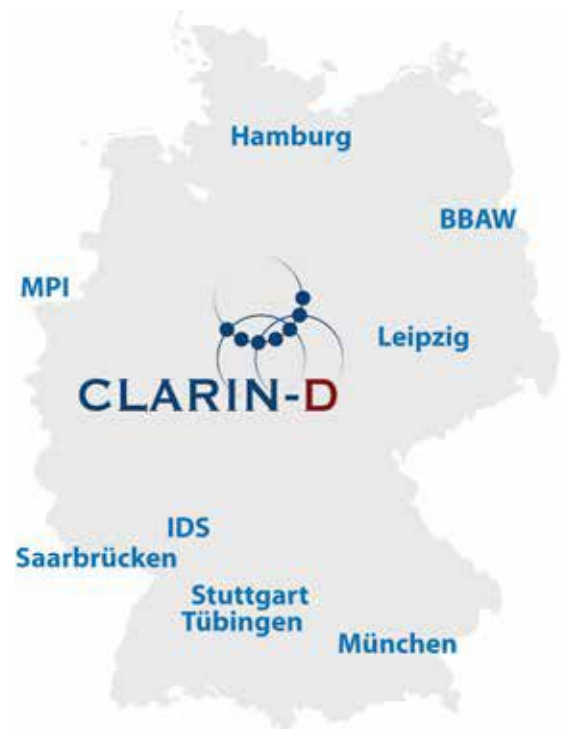 Hamburg
BBAW
MPI
Leipzig
CLARIN-D
IDS
Saarbrücken
Stuttgart
Tübingen
München